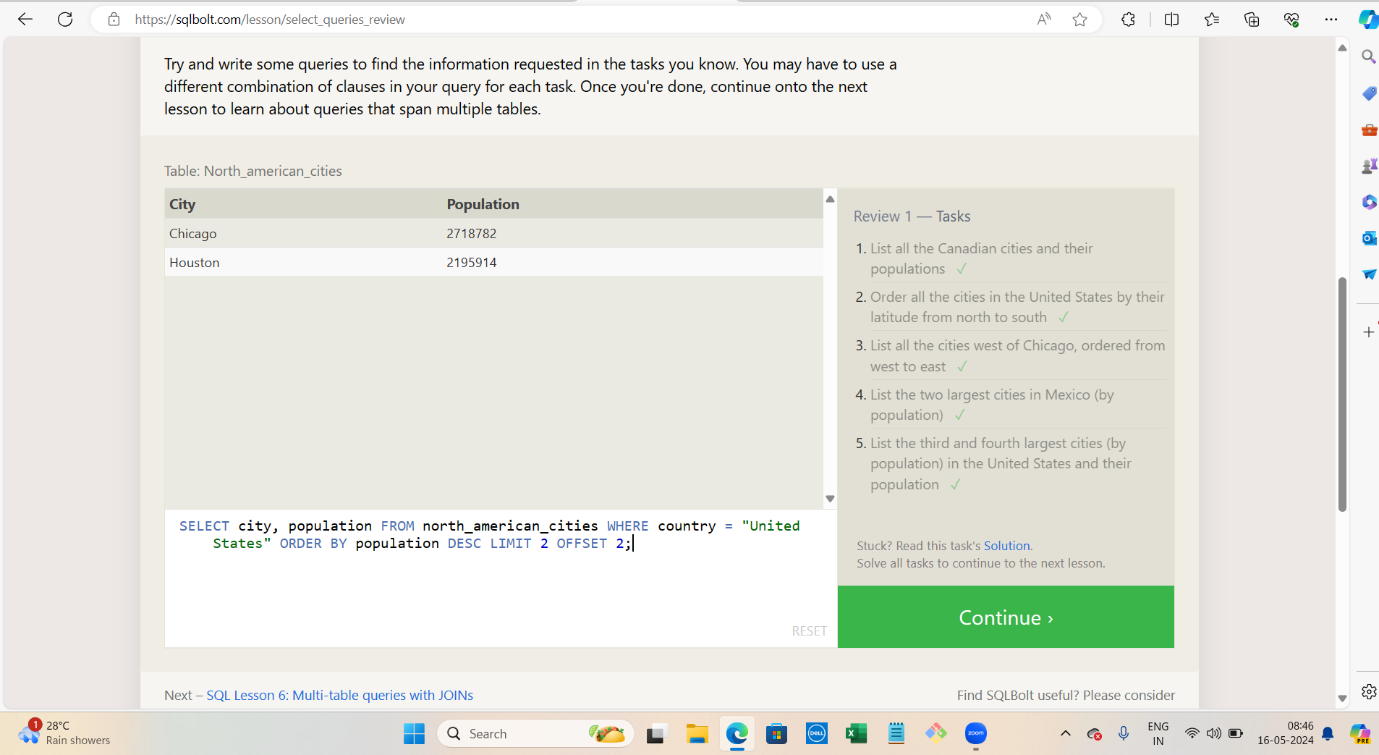 https://sqlbolt.com/lesson/select_queries_review
Try and write some queries to find the information requested in the tasks you know. You may have to use a
different combination of clauses in your query for each task. Once you're done, continue onto the next
lesson to learn about queries that span multiple tables.
Table: North_american_cities
City Population
Chicago 2718782
Houston 2195914
Review 1 — Tasks
1. List all the Canadian cities and their
populations ✓
2. Order all the cities in the United States by their
latitude from north to south ✓
3. List all the cities west of Chicago, ordered from
west to east ✓
4. List the two largest cities in Mexico (by
population) ✓
5. List the third and fourth largest cities (by
population) in the United States and their
population ✓
SELECT city, population FROM north_american_cities WHERE country = "United
States" ORDER BY population DESC LIMIT 2 OFFSET 2;
RESET
Stuck? Read this task's Solution.
Solve all tasks to continue to the next lesson.
Continue ›
Next – SQL Lesson 6: Multi-table queries with JOINs
Find SQLBolt useful? Please consider
1
28°C
Rain showers
Search
DELL
zoom
ENG
IN
08:46
16-05-2024
PRE